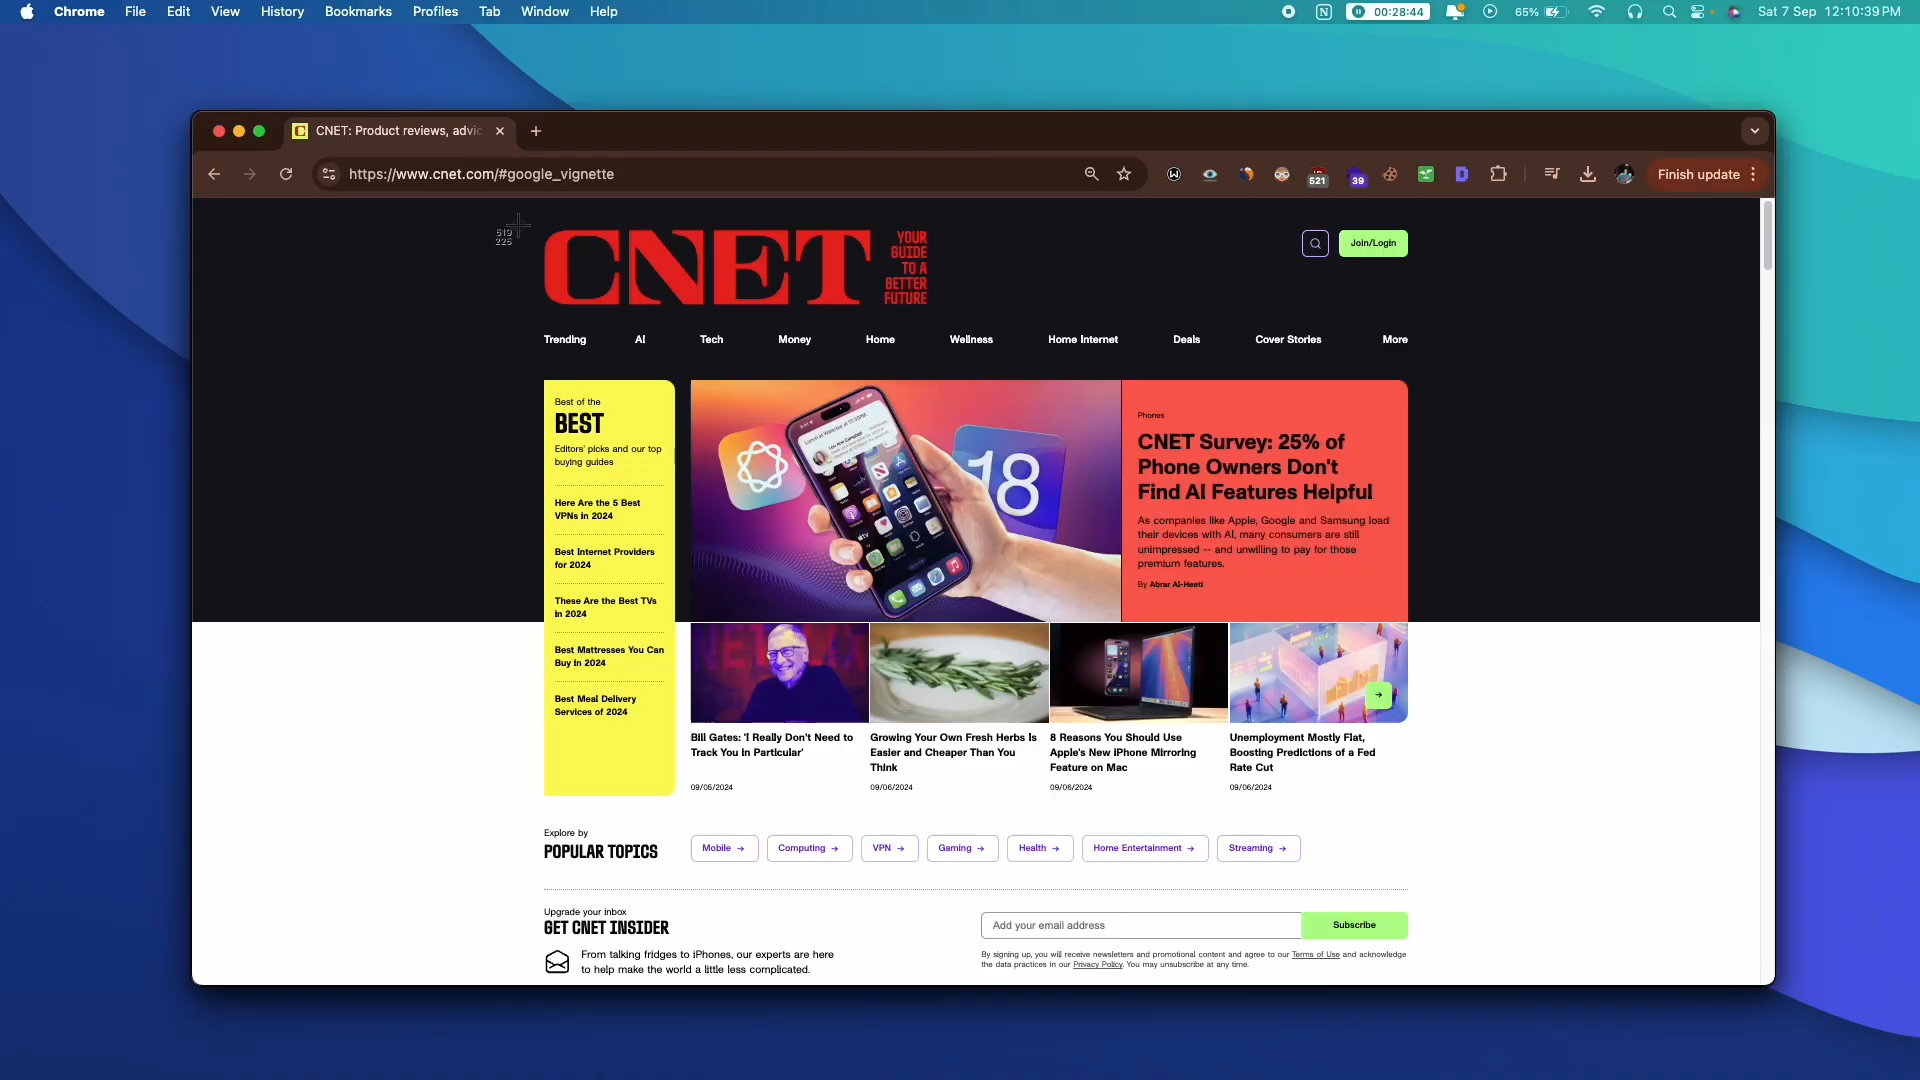 Chrome File Edit View History Bookmarks Profiles Tab Window Help
00:28:44 65% Sat 7 Sep 12:10:39 PM
CNET: Product reviews, advic
https://www.cnet.com/#google_vignette
521 39 Finish update
519
225
CNET
YOUR
GUIDE
TO A
BETTER
FUTURE
Join/Login
Trending AI Tech Money Home Wellness Home Internet Deals Cover Stories More
Best of the
BEST
Editors' picks and our top
buying guides
Here Are the 5 Best
VPNs in 2024
Best Internet Providers
for 2024
These Are the Best TVs
in 2024
Best Mattresses You Can
Buy in 2024
Best Meal Delivery
Services of 2024
18
Phones
CNET Survey: 25% of
Phone Owners Don't
Find AI Features Helpful
As companies like Apple, Google and Samsung load
their devices with AI, many consumers are still
unimpressed -- and unwilling to pay for those
premium features.
By Abrar Al-Heeti
Bill Gates: 'I Really Don't Need to
Track You in Particular'
09/05/2024
Growing Your Own Fresh Herbs Is
Easier and Cheaper Than You
Think
09/06/2024
8 Reasons You Should Use
Apple's New iPhone Mirroring
Feature on Mac
09/06/2024
Unemployment Mostly Flat,
Boosting Predictions of a Fed
Rate Cut
09/06/2024
Explore by
POPULAR TOPICS
Mobile → Computing → VPN → Gaming → Health → Home Entertainment → Streaming →
Upgrade your inbox
GET CNET INSIDER
From talking fridges to iPhones, our experts are here
to help make the world a little less complicated.
Add your email address
Subscribe
By signing up, you will receive newsletters and promotional content and agree to our Terms of Use and acknowledge
the data practices in our Privacy Policy. You may unsubscribe at any time.